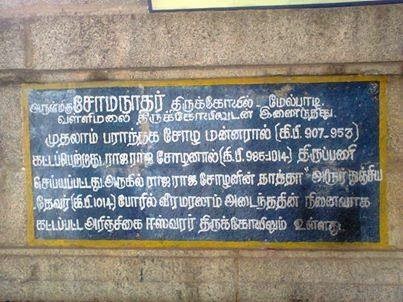 அருள்மிகு சோமநாதர் திருக்கோயில் - மேல்பாடி
வள்ளிமலை திருக்கோயிலுடன் இணைந்தது.
முதலாம் பராந்தக சோழ மன்னரால் (கி.பி. 907-953)
கட்டப்பெற்றது. ராஜராஜ சோழனால் (கி.பி. 985-1014) திருப்பணி
செய்யப்பட்டது. அருகில் ராஜராஜ சோழனின் தாத்தா "அரூர் துஞ்சிய
தேவர் (கி.பி. 1014) போரில் வீரமரணம் அடைந்ததின் நினைவாக
கட்டப்பட்ட அரிஞ்சிகை ஈஸ்வரர் திருக்கோயிலும் உள்ளது.